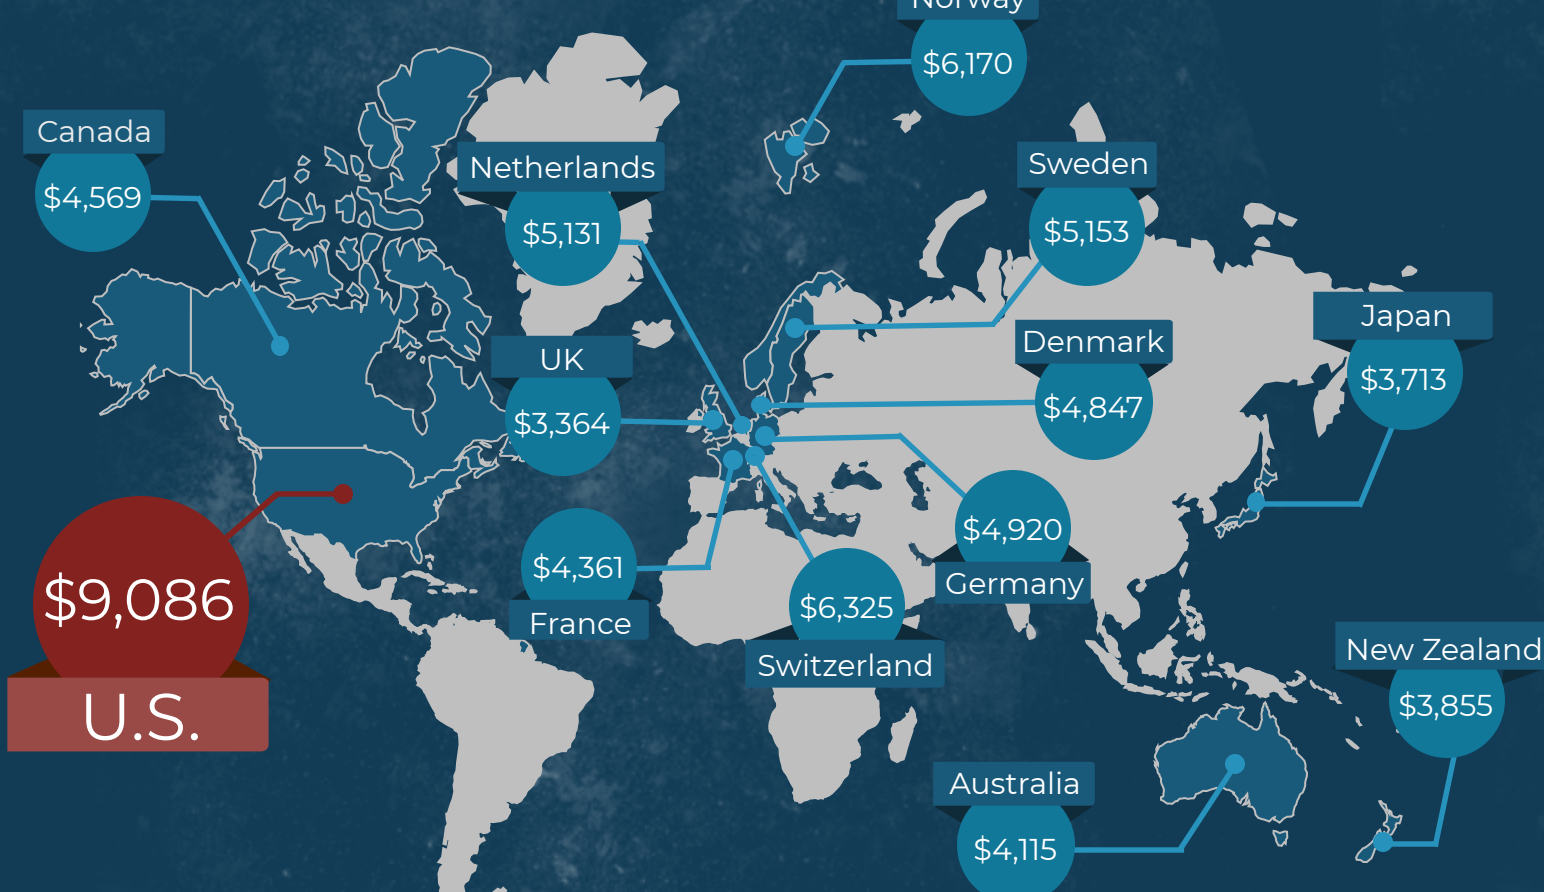 Norway
$6,170
Canada
$4,569
Netherlands
$5,131
Sweden
$5,153
UK
$3,364
Denmark
$4,847
Japan
$3,713
$9,086
U.S.
$4,361
France
$6,325
Switzerland
$4,920
Germany
New Zealand
$3,855
Australia
$4,115